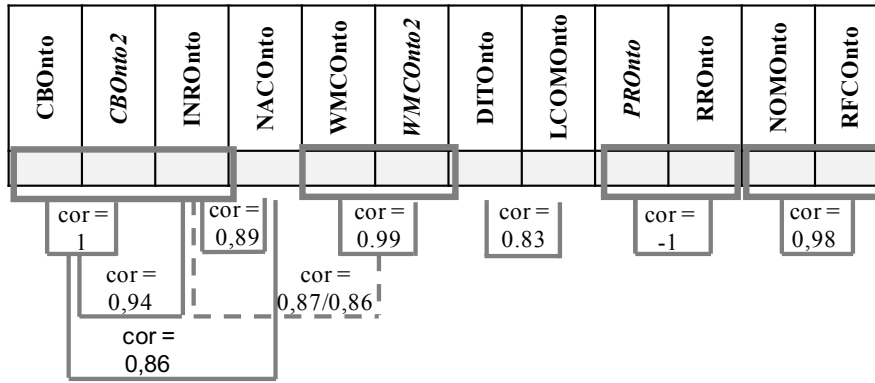 CBOnto
CBOnto2
INROnto
NACOnto
WMCOnto
WMCOnto2
DITOnto
LCOMOnto
PROnto
RROnto
NOMOnto
RFCOnto
cor =
1
cor =
0,89
cor =
0.99
cor =
0.83
cor =
-1
cor =
0,98
cor =
0,94
cor =
0,87/0,86
cor =
0,86